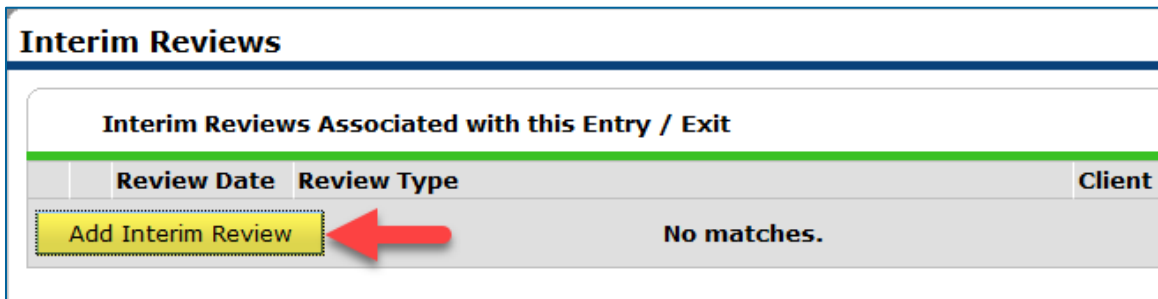 Interim Reviews
Interim Reviews Associated with this Entry / Exit
Review Date Review Type Client
Add Interim Review No matches.